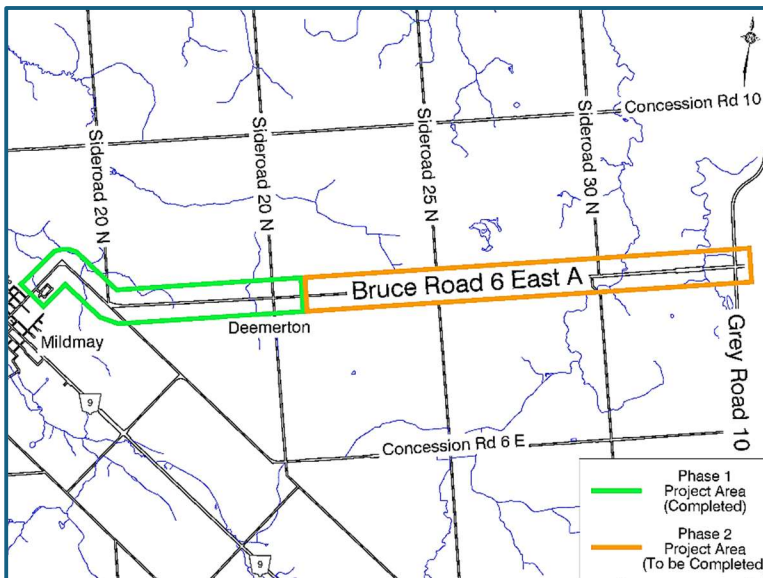 Concession Rd 10
Sideroad 20 N
Sideroad 20 N
Sideroad 25 N
Sideroad 30 N
Bruce Road 6 East A
Deemerton
Mildmay
Grey Road 10
9
Concession Rd 6 E
9
Phase 1
Project Area
(Completed)
Phase 2
Project Area
(To be Completed